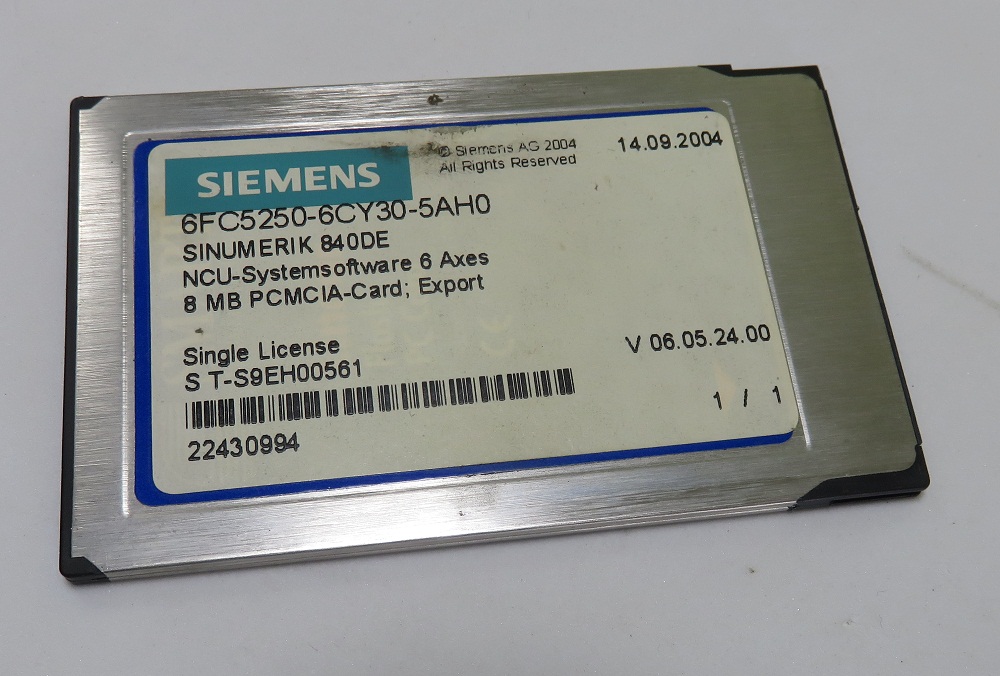 SIEMENS
© Siemens AG 2004
All Rights Reserved
14.09.2004
6FC5250-6CY30-5AH0
SINUMERIK 840DE
NCU-Systemsoftware 6 Axes
8 MB PCMCIA-Card; Export
Single License
S T-S9EH00561
V 06.05.24.00
1 / 1
22430994